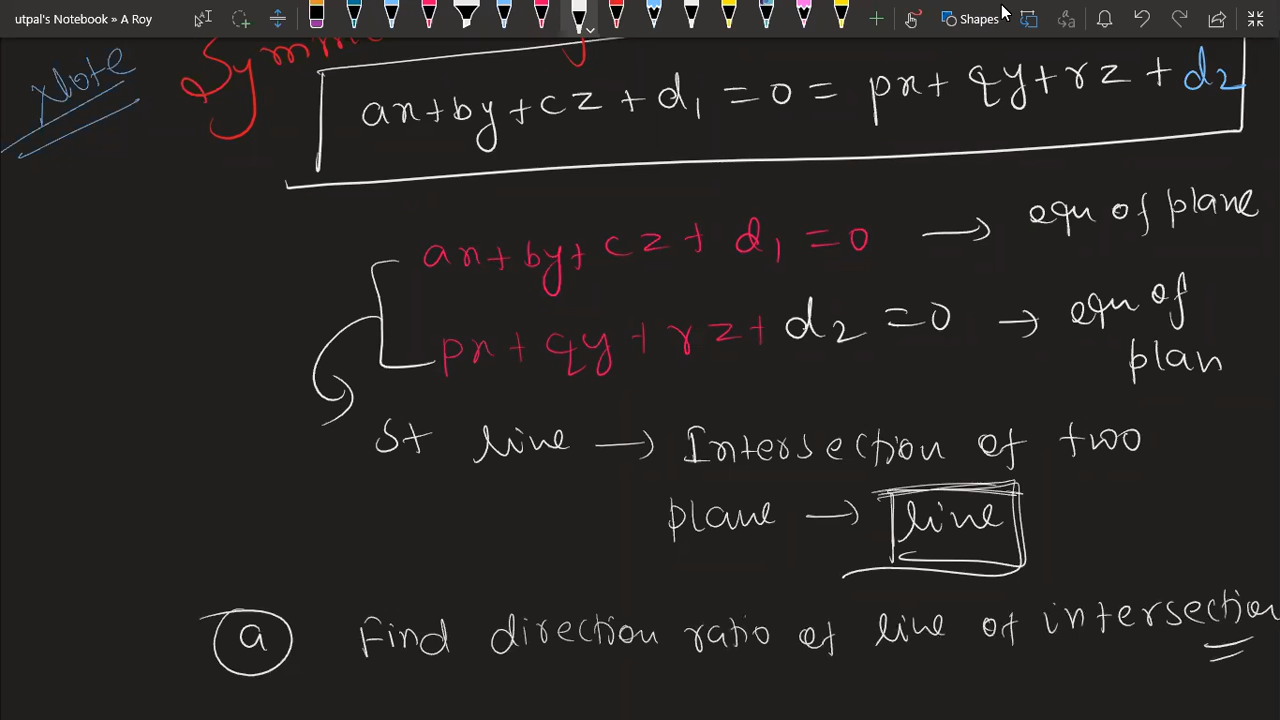 utpal's Notebook » A Roy
Shapes
Note
ax+by+cz+d₁=0= px+qy+rz+d₂
ax+by+cz+d₁=0 → equ of plane
px+qy+rz+d₂=0 → equ of
plan
St line → Intersection of two
plane → line
a Find direction ratio of line of intersection